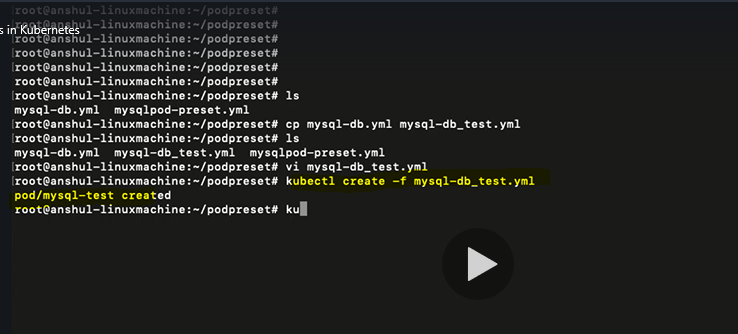 root@anshul-linuxmachine:~/podpreset#
root@anshul-linuxmachine:~/podpreset#
s in Kubernetes
root@anshul-linuxmachine:~/podpreset#
root@anshul-linuxmachine:~/podpreset#
root@anshul-linuxmachine:~/podpreset#
root@anshul-linuxmachine:~/podpreset#
root@anshul-linuxmachine:~/podpreset# ls
mysql-db.yml  mysqlpod-preset.yml
root@anshul-linuxmachine:~/podpreset# cp mysql-db.yml mysql-db_test.yml
root@anshul-linuxmachine:~/podpreset# ls
mysql-db.yml  mysql-db_test.yml  mysqlpod-preset.yml
root@anshul-linuxmachine:~/podpreset# vi mysql-db_test.yml
root@anshul-linuxmachine:~/podpreset# kubectl create -f mysql-db_test.yml
pod/mysql-test created
root@anshul-linuxmachine:~/podpreset# ku